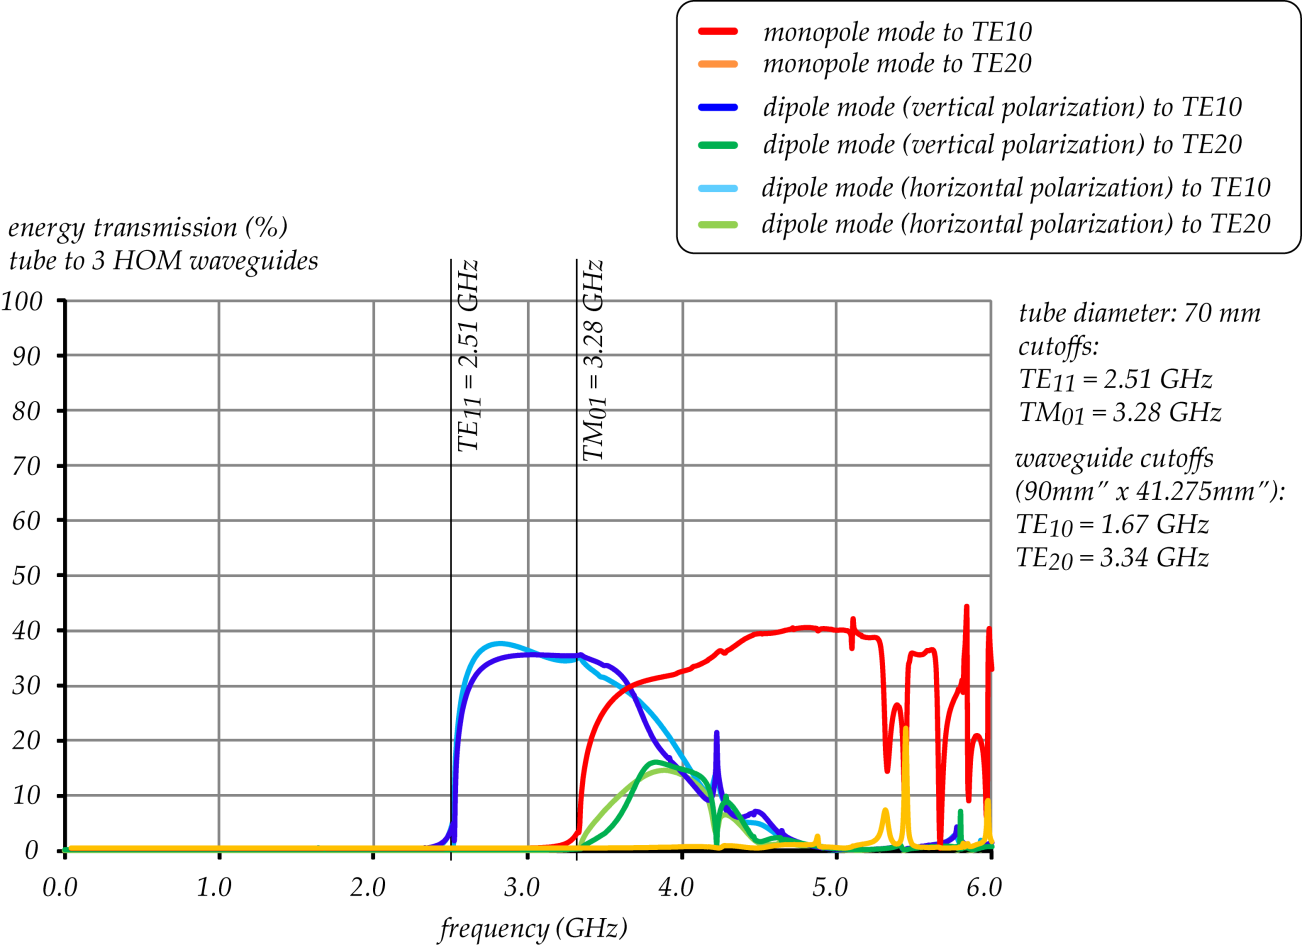 monopole mode to TE10
monopole mode to TE20
dipole mode (vertical polarization) to TE10
dipole mode (vertical polarization) to TE20
dipole mode (horizontal polarization) to TE10
dipole mode (horizontal polarization) to TE20
energy transmission (%)
tube to 3 HOM waveguides
TE11 = 2.51 GHz
TM01 = 3.28 GHz
100
90
80
70
60
50
40
30
20
10
0
0.0 1.0 2.0 3.0 4.0 5.0 6.0
frequency (GHz)
tube diameter: 70 mm
cutoffs:
TE11 = 2.51 GHz
TM01 = 3.28 GHz
waveguide cutoffs
(90mm” x 41.275mm”):
TE10 = 1.67 GHz
TE20 = 3.34 GHz